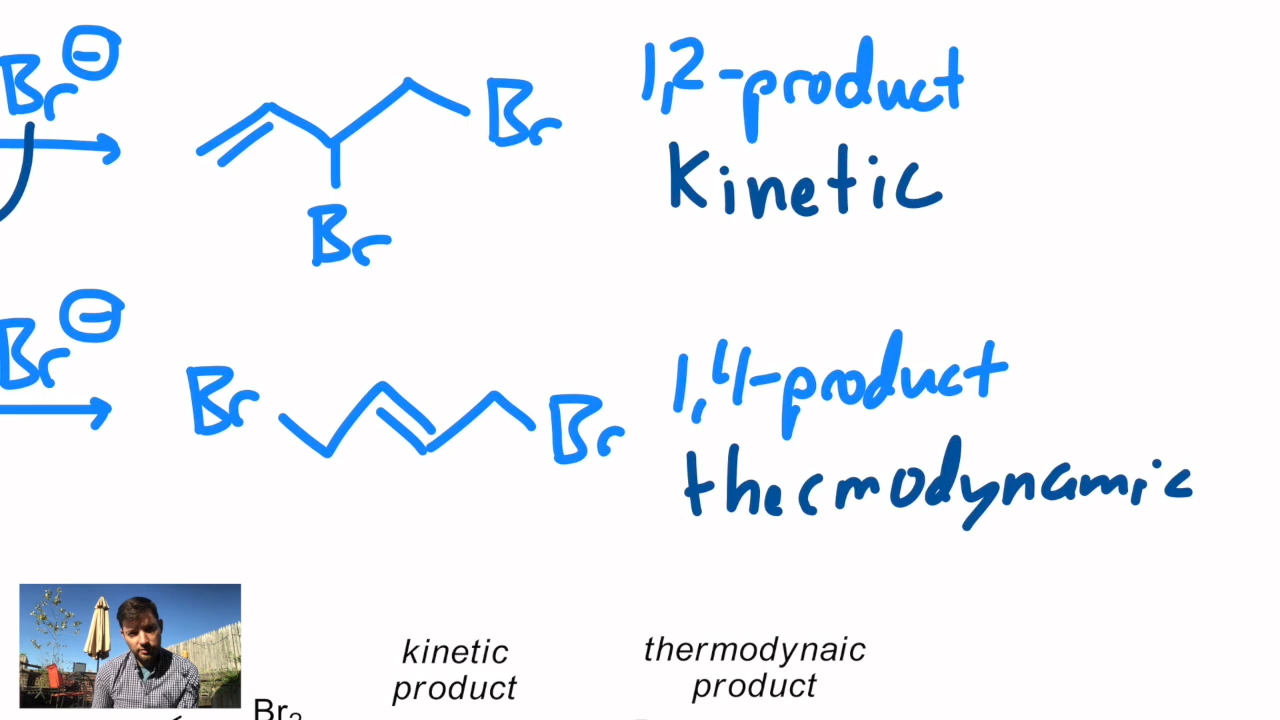 Br⊖
Br
Br
1,2-product
Kinetic
Br⊖
Br
Br
1,4-product
thermodynamic
kinetic
product
thermodynaic
product
Br₂